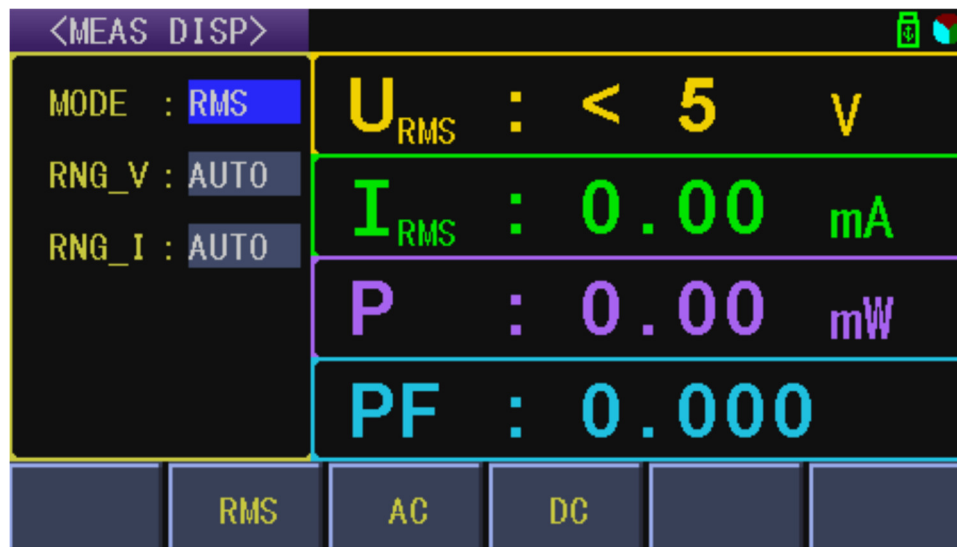 <MEAS DISP>
MODE : RMS
RNG_V : AUTO
RNG_I : AUTO
URMS : < 5 V
IRMS : 0.00 mA
P : 0.00 mW
PF : 0.000
RMS AC DC